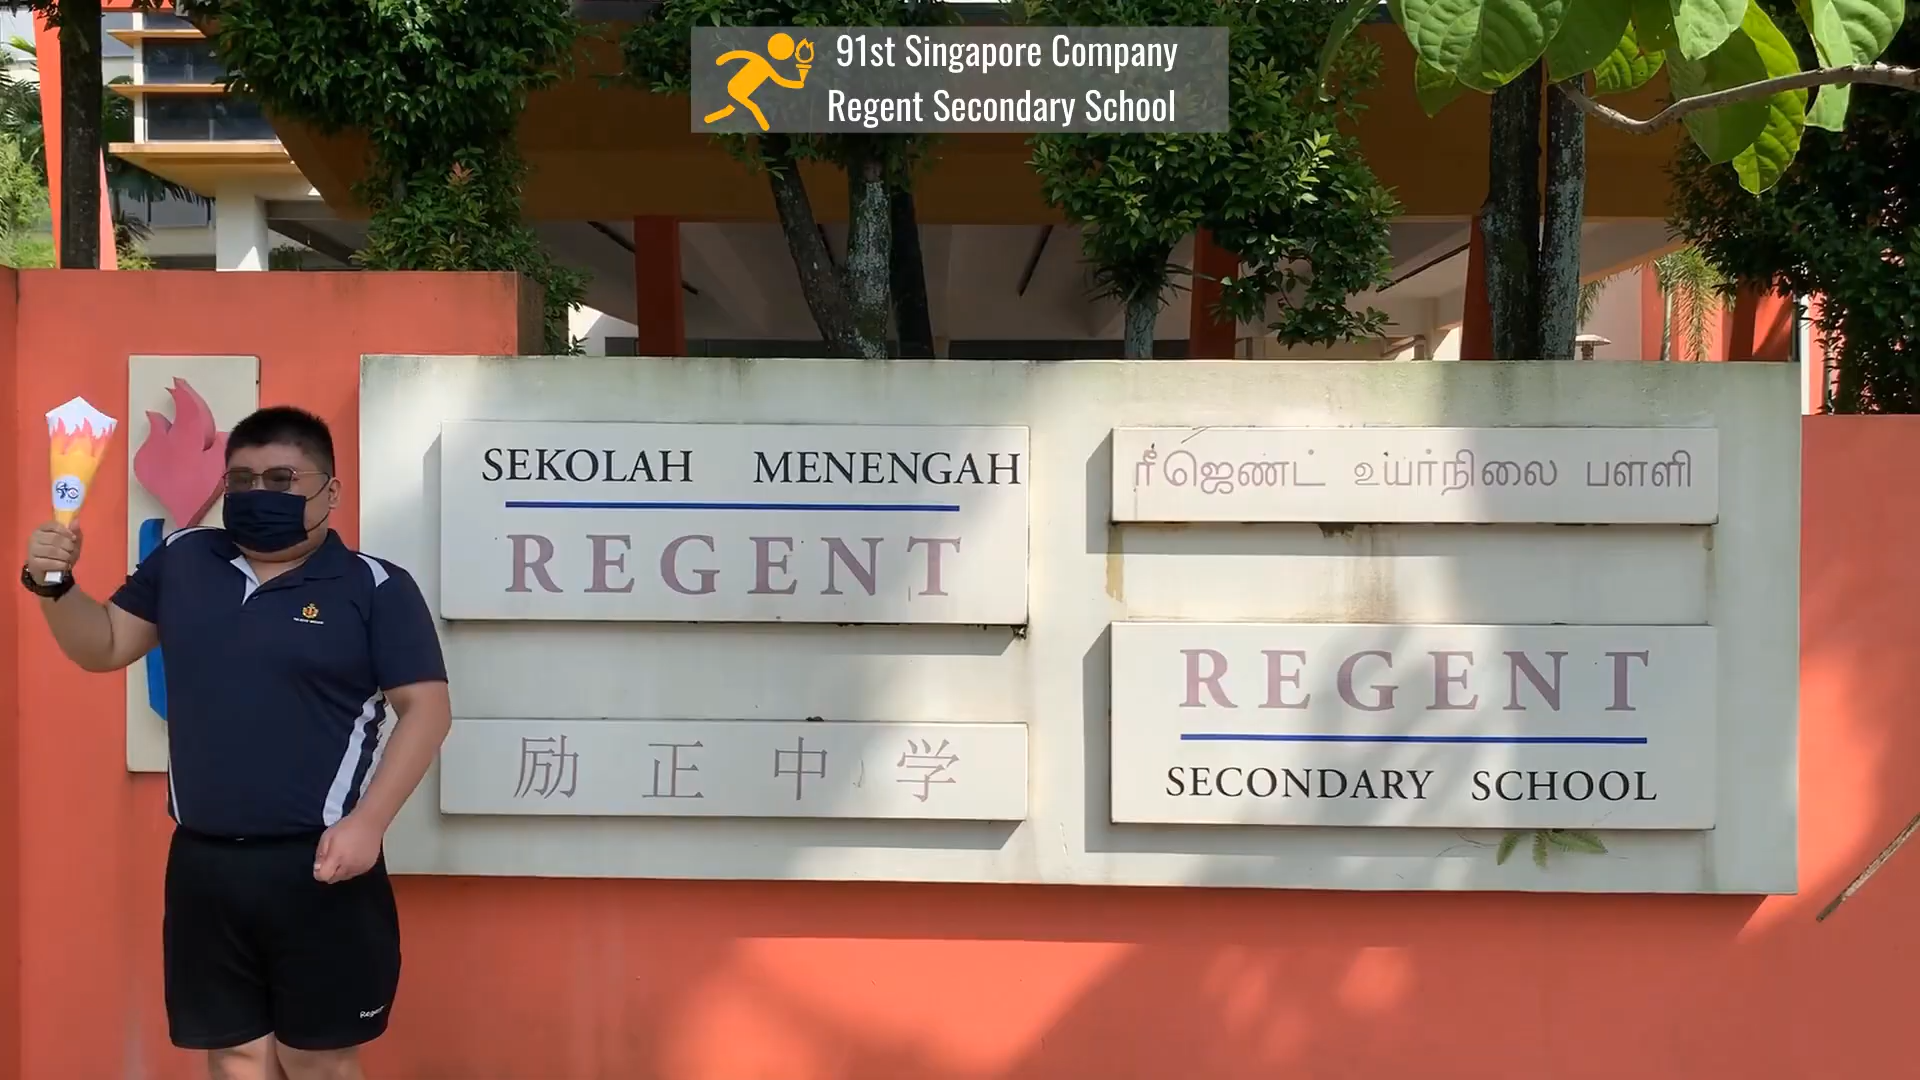 91st Singapore Company
Regent Secondary School
SEKOLAH MENENGAH
REGENT
ரீஜெண்ட் உயர்நிலை பள்ளி
REGENT
SECONDARY SCHOOL
励正中学